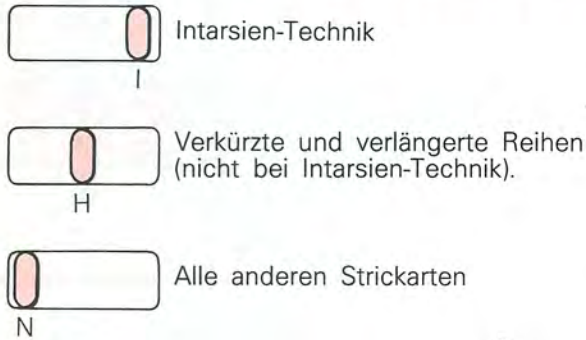 Intarsien-Technik
I
Verkürzte und verlängerte Reihen
(nicht bei Intarsien-Technik).
H
Alle anderen Strickarten
N